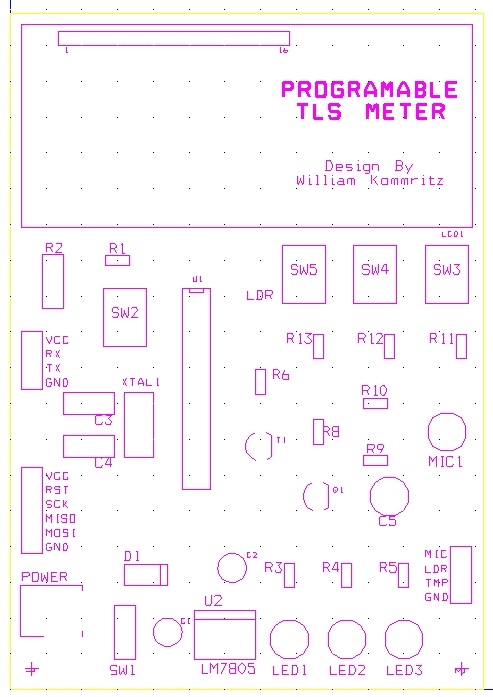 1 16
PROGRAMABLE
TLS METER
Design By
William Kommritz
LCD1
R2 R1
U1
SW5 SW4 SW3
LDR
SW2
R13 R12 R11
VCC
RX
TX
GND
XTAL1
R6
R10
C3
R8
T1
MIC1
R9
C4
VCC
RST
SCK
MISO
MOSI
GND
Q1
C5
D1
C2
R3 R4 R5
MIC
LDR
TMP
GND
POWER
U2
C1
SW1
LM7805
LED1 LED2 LED3